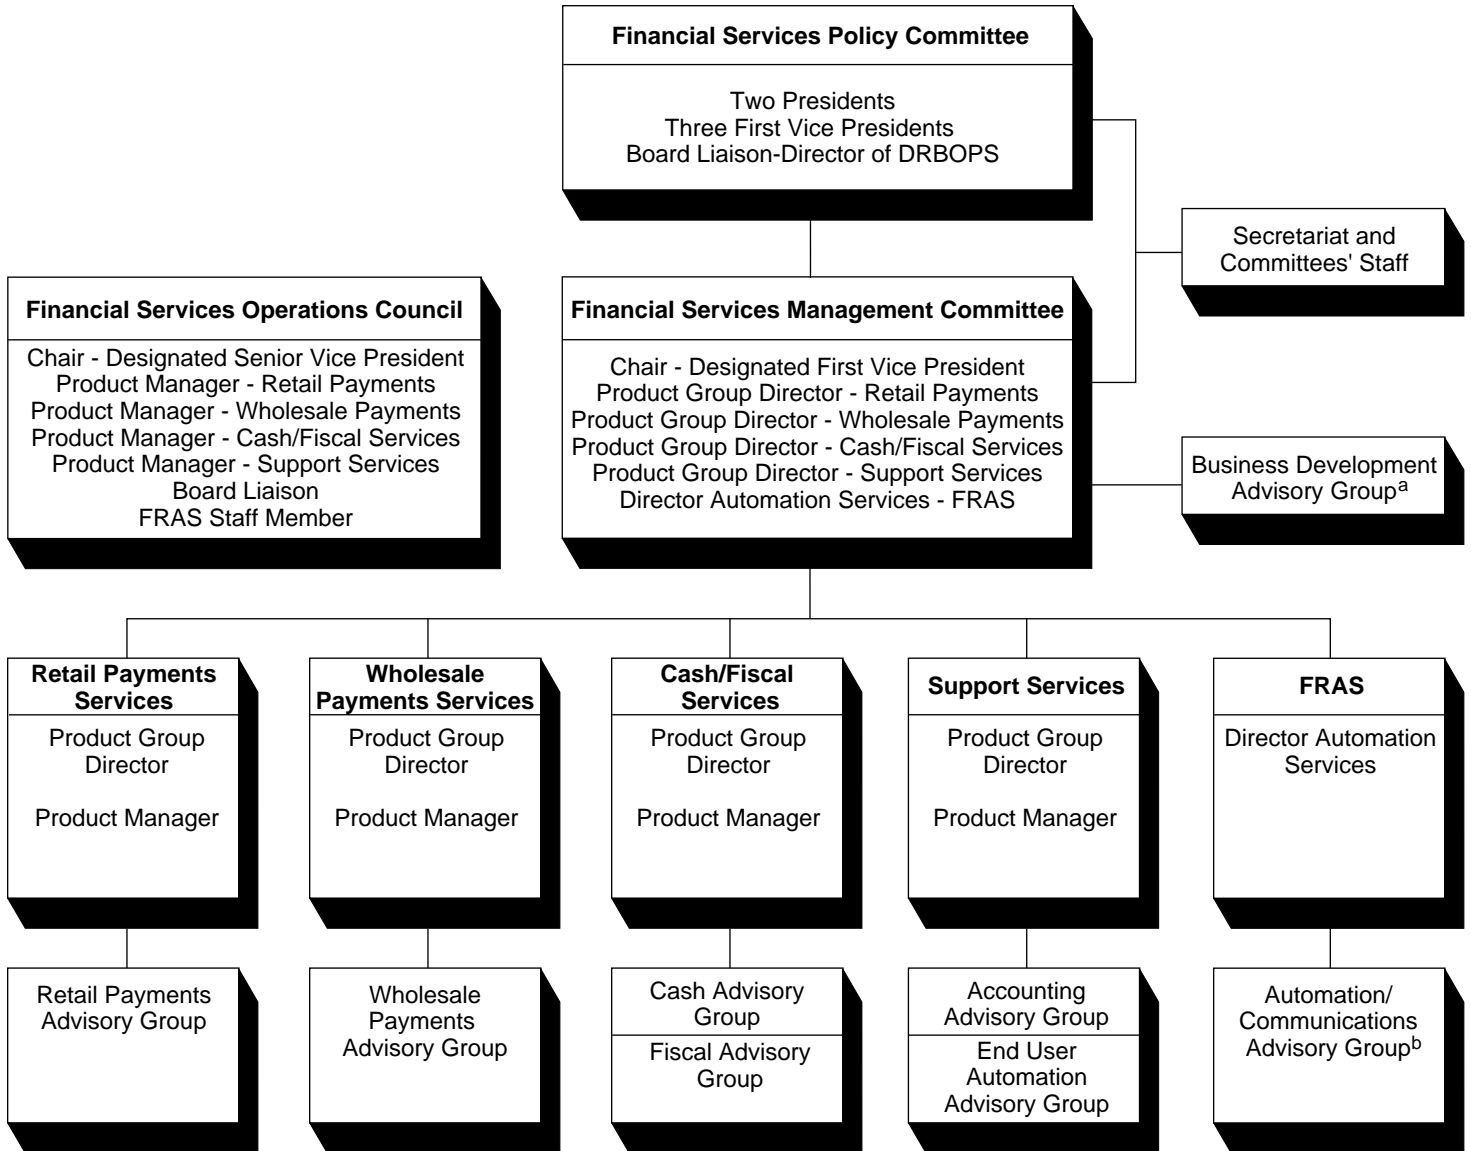 Financial Services Policy Committee
Two Presidents
Three First Vice Presidents
Board Liaison-Director of DRBOPS
Secretariat and
Committees' Staff
Financial Services Operations Council
Chair - Designated Senior Vice President
Product Manager - Retail Payments
Product Manager - Wholesale Payments
Product Manager - Cash/Fiscal Services
Product Manager - Support Services
Board Liaison
FRAS Staff Member
Financial Services Management Committee
Chair - Designated First Vice President
Product Group Director - Retail Payments
Product Group Director - Wholesale Payments
Product Group Director - Cash/Fiscal Services
Product Group Director - Support Services
Director Automation Services - FRAS
Business Development
Advisory Groupᵃ
Retail Payments
Services
Product Group
Director
Product Manager
Wholesale
Payments Services
Product Group
Director
Product Manager
Cash/Fiscal
Services
Product Group
Director
Product Manager
Support Services
Product Group
Director
Product Manager
FRAS
Director Automation
Services
Retail Payments
Advisory Group
Wholesale
Payments
Advisory Group
Cash Advisory
Group
Fiscal Advisory
Group
Accounting
Advisory Group
End User
Automation
Advisory Group
Automation/
Communications
Advisory Groupᵇ